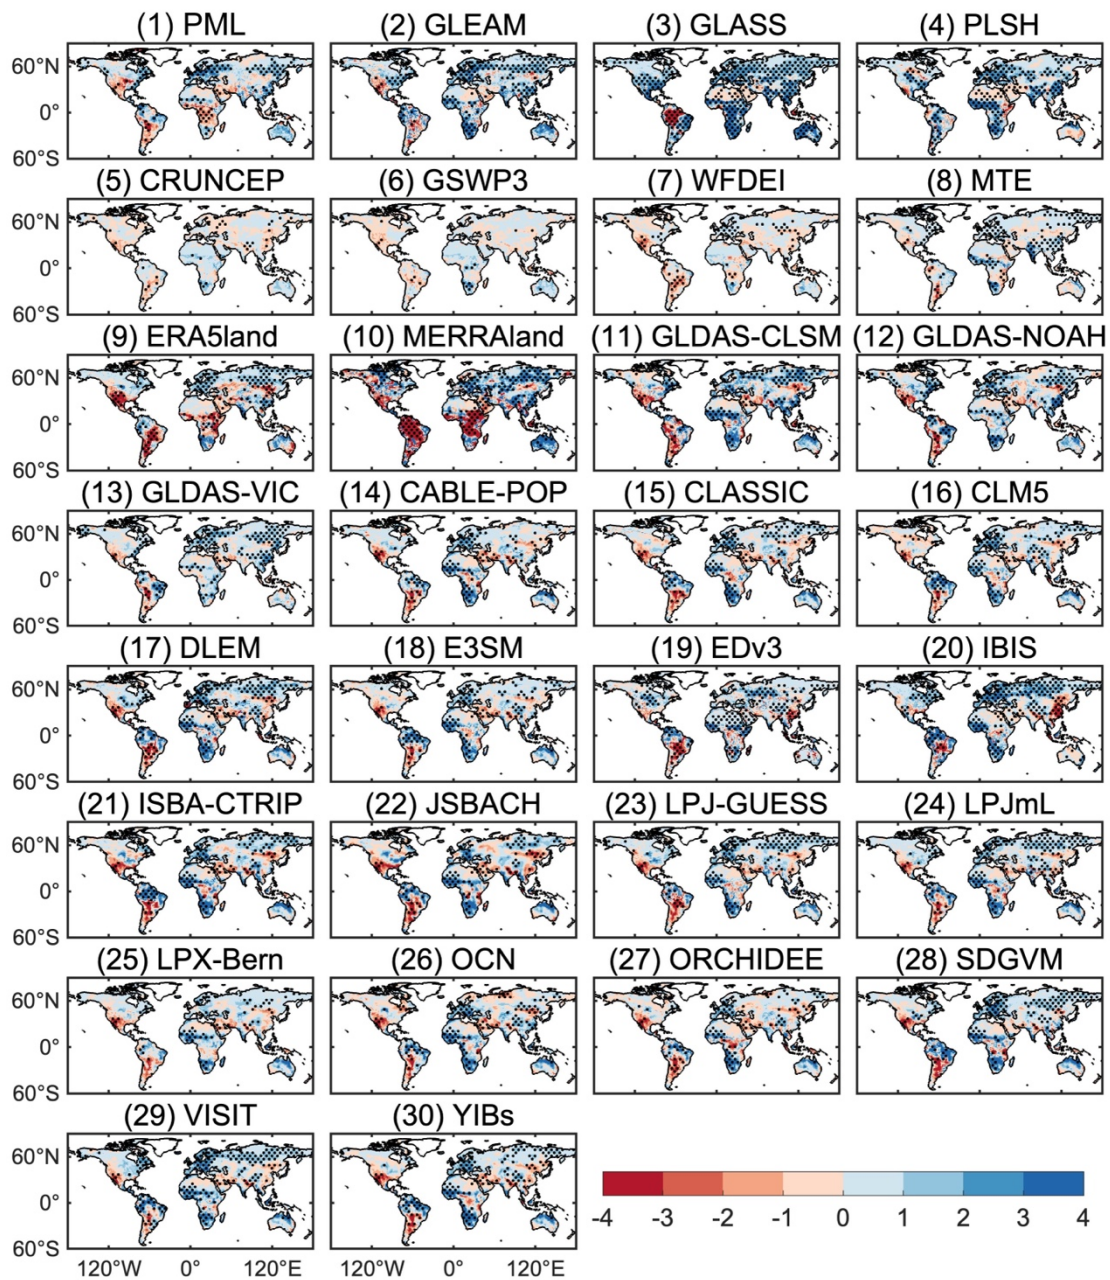 (1) PML (2) GLEAM (3) GLASS (4) PLSH
60°N
0°
60°S
(5) CRUNCEP (6) GSWP3 (7) WFDEI (8) MTE
60°N
0°
60°S
(9) ERA5land (10) MERRAland (11) GLDAS-CLSM (12) GLDAS-NOAH
60°N
0°
60°S
(13) GLDAS-VIC (14) CABLE-POP (15) CLASSIC (16) CLM5
60°N
0°
60°S
(17) DLEM (18) E3SM (19) EDv3 (20) IBIS
60°N
0°
60°S
(21) ISBA-CTRIP (22) JSBACH (23) LPJ-GUESS (24) LPJmL
60°N
0°
60°S
(25) LPX-Bern (26) OCN (27) ORCHIDEE (28) SDGVM
60°N
0°
60°S
(29) VISIT (30) YIBs
60°N
0°
60°S
120°W 0° 120°E 120°W 0° 120°E
-4 -3 -2 -1 0 1 2 3 4